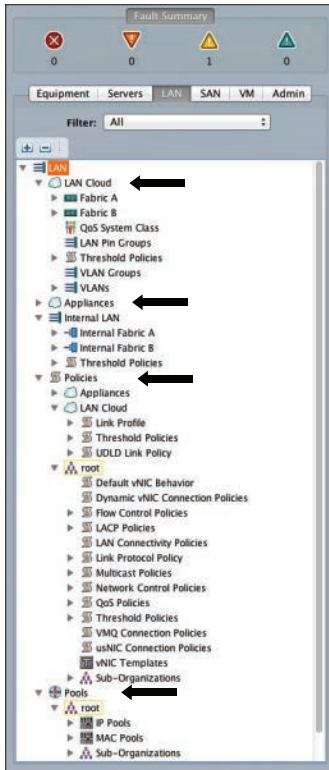 Fault Summary
0 0 1 0
Equipment Servers LAN SAN VM Admin
Filter: All
LAN
LAN Cloud
Fabric A
Fabric B
QoS System Class
LAN Pin Groups
Threshold Policies
VLAN Groups
VLANs
Appliances
Internal LAN
Internal Fabric A
Internal Fabric B
Threshold Policies
Policies
Appliances
LAN Cloud
Link Profile
Threshold Policies
UDLD Link Policy
root
Default vNIC Behavior
Dynamic vNIC Connection Policies
Flow Control Policies
LACP Policies
LAN Connectivity Policies
Link Protocol Policy
Multicast Policies
Network Control Policies
QoS Policies
Threshold Policies
VMQ Connection Policies
usNIC Connection Policies
vNIC Templates
Sub-Organizations
Pools
root
IP Pools
MAC Pools
Sub-Organizations